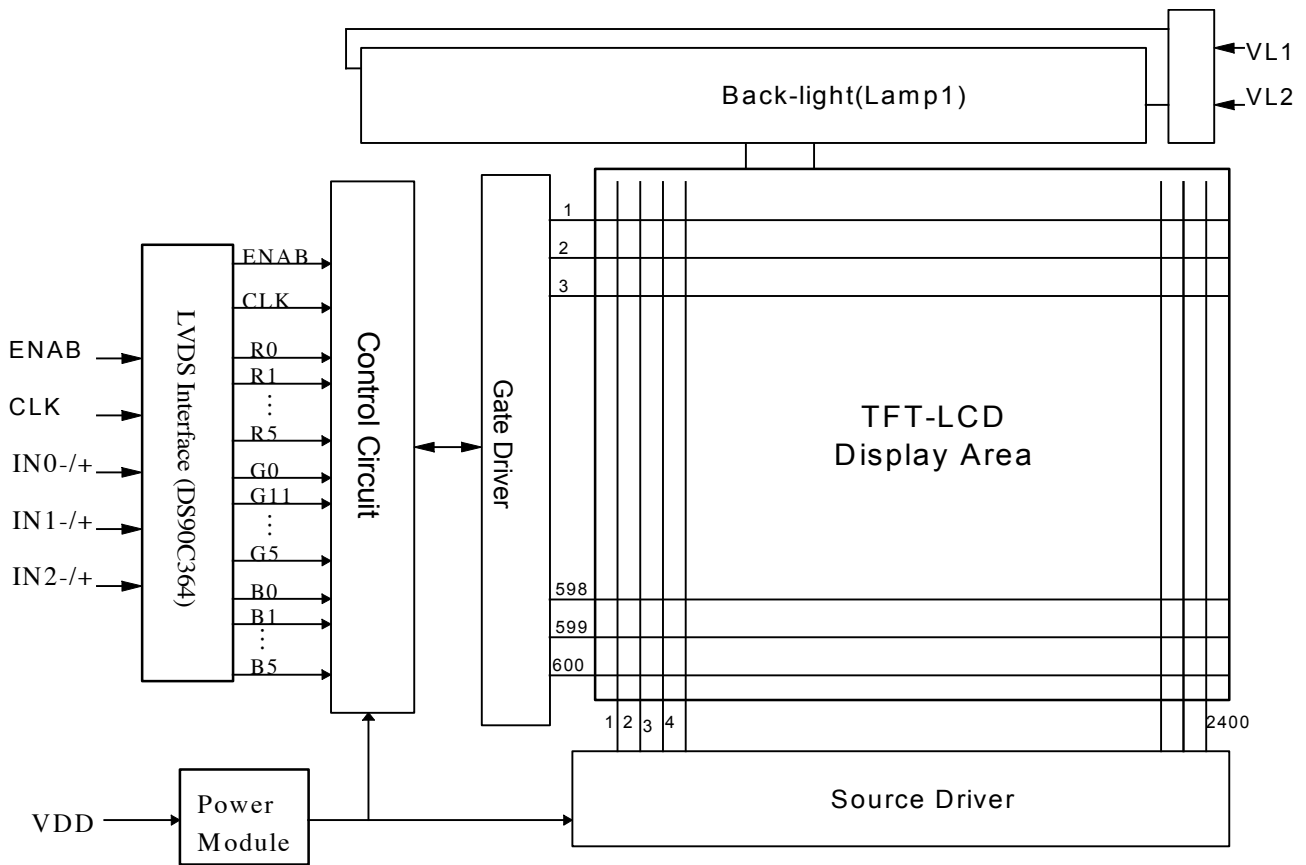 VL1
Back-light(Lamp1)
VL2
1
2
3
ENAB
CLK
R0
R1
...
R5
G0
G11
...
G5
B0
B1
...
B5
ENAB
CLK
IN0-/+
IN1-/+
IN2-/+
LVDS Interface (DS90C364)
Control Circuit
Gate Driver
TFT-LCD
Display Area
598
599
600
1
2
3
4
2400
VDD
Power
Module
Source Driver